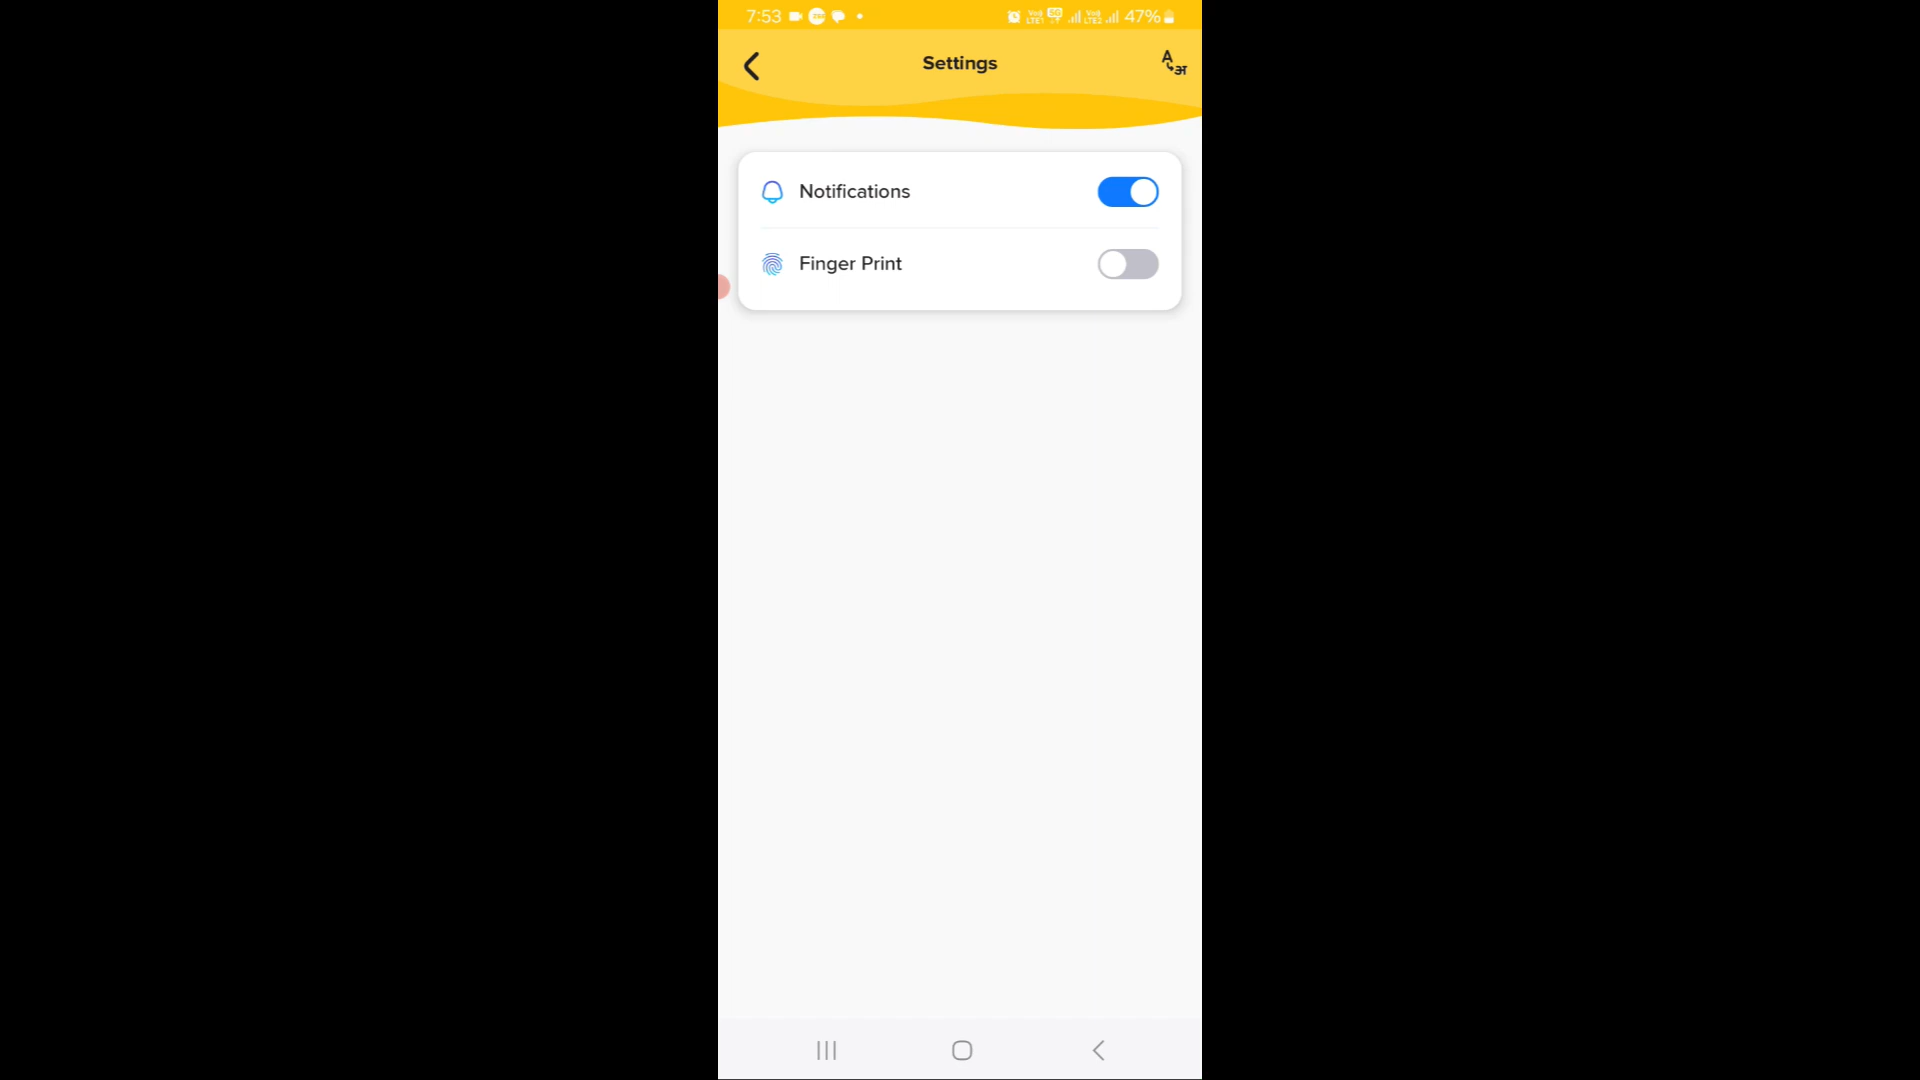 7:53 47%
Settings
A
अ
Notifications
Finger Print